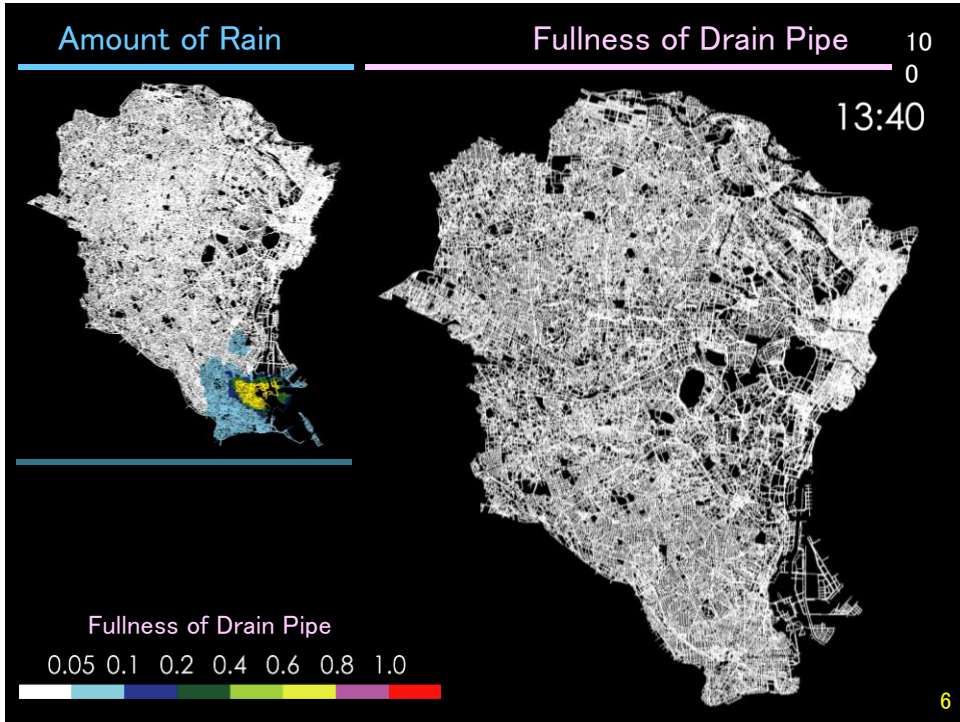 Amount of Rain
Fullness of Drain Pipe
10
0
13:40
Fullness of Drain Pipe
0.05 0.1 0.2 0.4 0.6 0.8 1.0
6